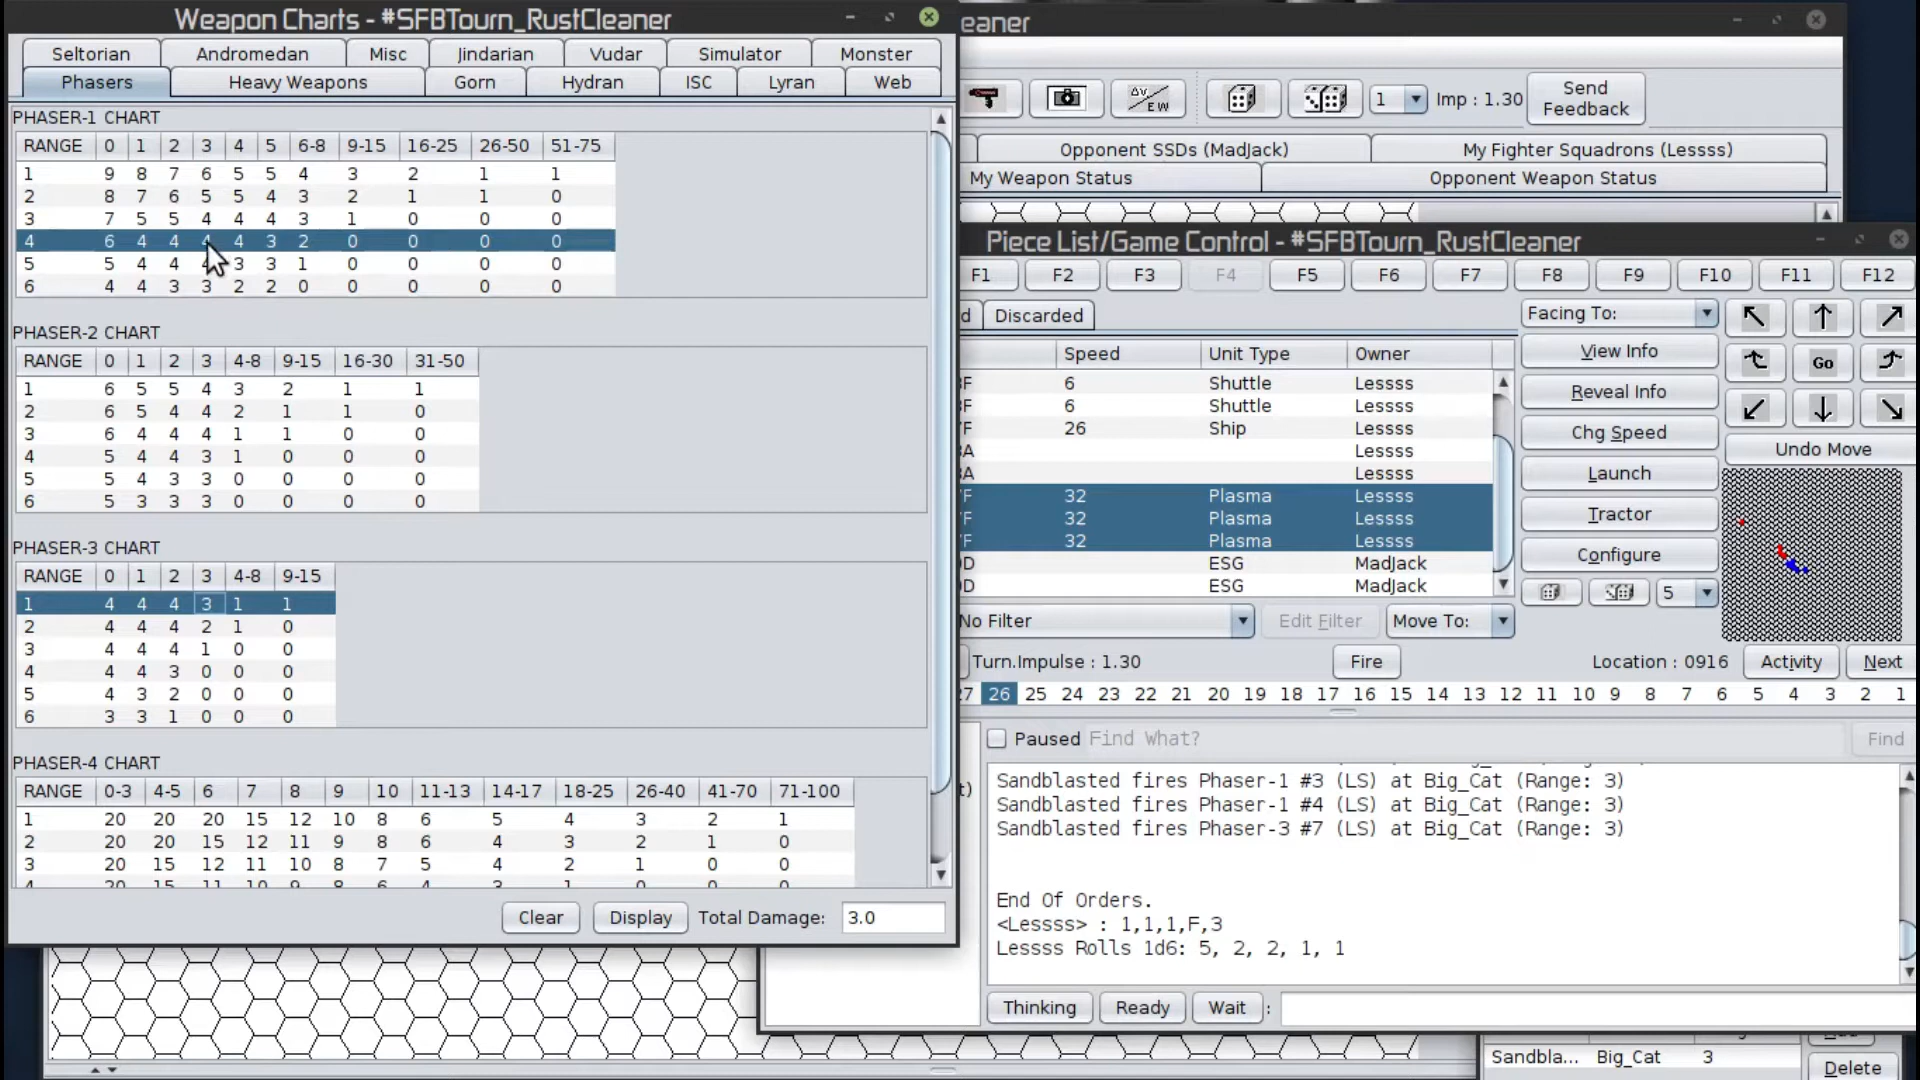 Weapon Charts - #SFBTourn_RustCleaner
Seltorian Andromedan Misc Jindarian Vudar Simulator Monster
Phasers Heavy Weapons Gorn Hydran ISC Lyran Web
PHASER-1 CHART
RANGE 0 1 2 3 4 5 6-8 9-15 16-25 26-50 51-75
1 9 8 7 6 5 5 4 3 2 1 1
2 8 7 6 5 5 4 3 2 1 1 0
3 7 5 5 4 4 4 3 1 0 0 0
4 6 4 4 4 4 3 2 0 0 0 0
5 5 4 4 4 3 3 1 0 0 0 0
6 4 4 3 3 2 2 0 0 0 0 0
PHASER-2 CHART
RANGE 0 1 2 3 4-8 9-15 16-30 31-50
1 6 5 5 4 3 2 1 1
2 6 5 4 4 2 1 1 0
3 6 4 4 4 1 1 0 0
4 5 4 4 3 1 0 0 0
5 5 4 3 3 0 0 0 0
6 5 3 3 3 0 0 0 0
PHASER-3 CHART
RANGE 0 1 2 3 4-8 9-15
1 4 4 4 3 1 1
2 4 4 4 2 1 0
3 4 4 4 1 0 0
4 4 4 3 0 0 0
5 4 3 2 0 0 0
6 3 3 1 0 0 0
PHASER-4 CHART
RANGE 0-3 4-5 6 7 8 9 10 11-13 14-17 18-25 26-40 41-70 71-100
1 20 20 20 15 12 10 8 6 5 4 3 2 1
2 20 20 15 12 11 9 8 6 4 3 2 1 0
3 20 15 12 11 10 8 7 5 4 2 1 0 0
4 20 15 11 10 9 8 6 4 3 1 0 0 0
Clear Display Total Damage: 3.0
eaner
ΔV/EW 1 Imp : 1.30 Send
Feedback
Opponent SSDs (MadJack) My Fighter Squadrons (Lessss)
My Weapon Status Opponent Weapon Status
Piece List/Game Control - #SFBTourn_RustCleaner
F1 F2 F3 F4 F5 F6 F7 F8 F9 F10 F11 F12
d Discarded
Speed Unit Type Owner
F 6 Shuttle Lessss
F 6 Shuttle Lessss
F 26 Ship Lessss
A Lessss
A Lessss
F 32 Plasma Lessss
F 32 Plasma Lessss
F 32 Plasma Lessss
D ESG MadJack
D ESG MadJack
Facing To:
View Info
Reveal Info
Chg Speed
Launch
Tractor
Configure
5
Go
Undo Move
No Filter Edit Filter Move To:
Turn.Impulse : 1.30 Fire Location : 0916 Activity Next
27 26 25 24 23 22 21 20 19 18 17 16 15 14 13 12 11 10 9 8 7 6 5 4 3 2 1
Paused Find What? Find
Sandblasted fires Phaser-1 #3 (LS) at Big_Cat (Range: 3)
t) Sandblasted fires Phaser-1 #4 (LS) at Big_Cat (Range: 3)
Sandblasted fires Phaser-3 #7 (LS) at Big_Cat (Range: 3)
End Of Orders.
<Lessss> : 1,1,1,F,3
Lessss Rolls 1d6: 5, 2, 2, 1, 1
Thinking Ready Wait :
Sandbla... Big_Cat 3
Delete